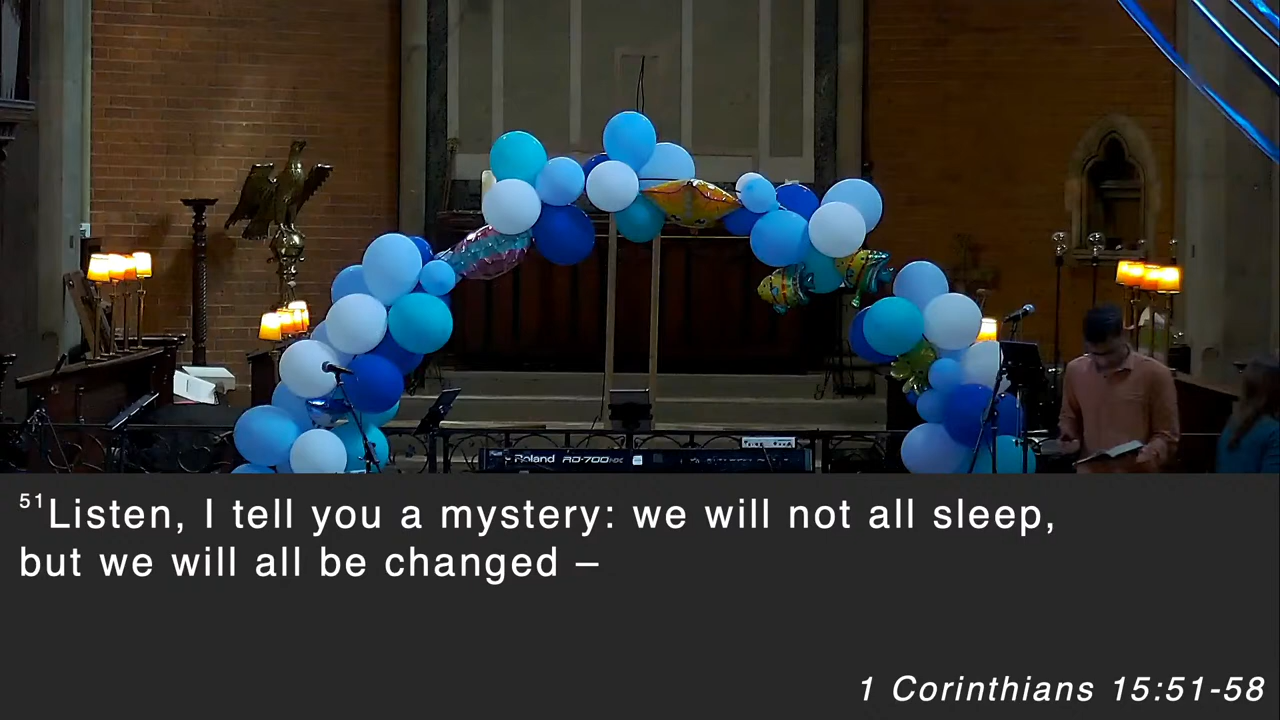 Roland RD-700
⁵¹Listen, I tell you a mystery: we will not all sleep,
but we will all be changed –
1 Corinthians 15:51-58